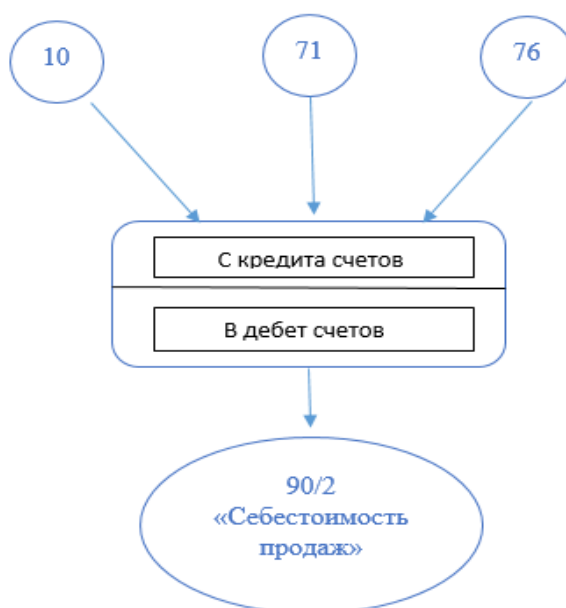 10
71
76
С кредита счетов
В дебет счетов
90/2
«Себестоимость
продаж»